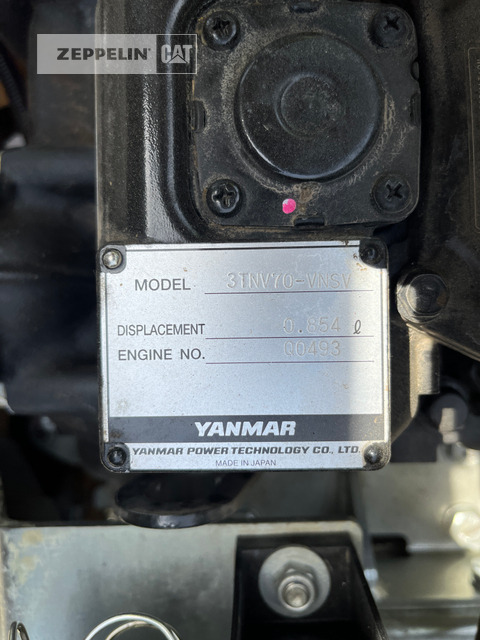 ZEPPELIN CAT
MODEL 3TNV70-VNSV
DISPLACEMENT 0.854 ℓ
ENGINE NO. 00493
YANMAR
YANMAR POWER TECHNOLOGY CO., LTD.
MADE IN JAPAN